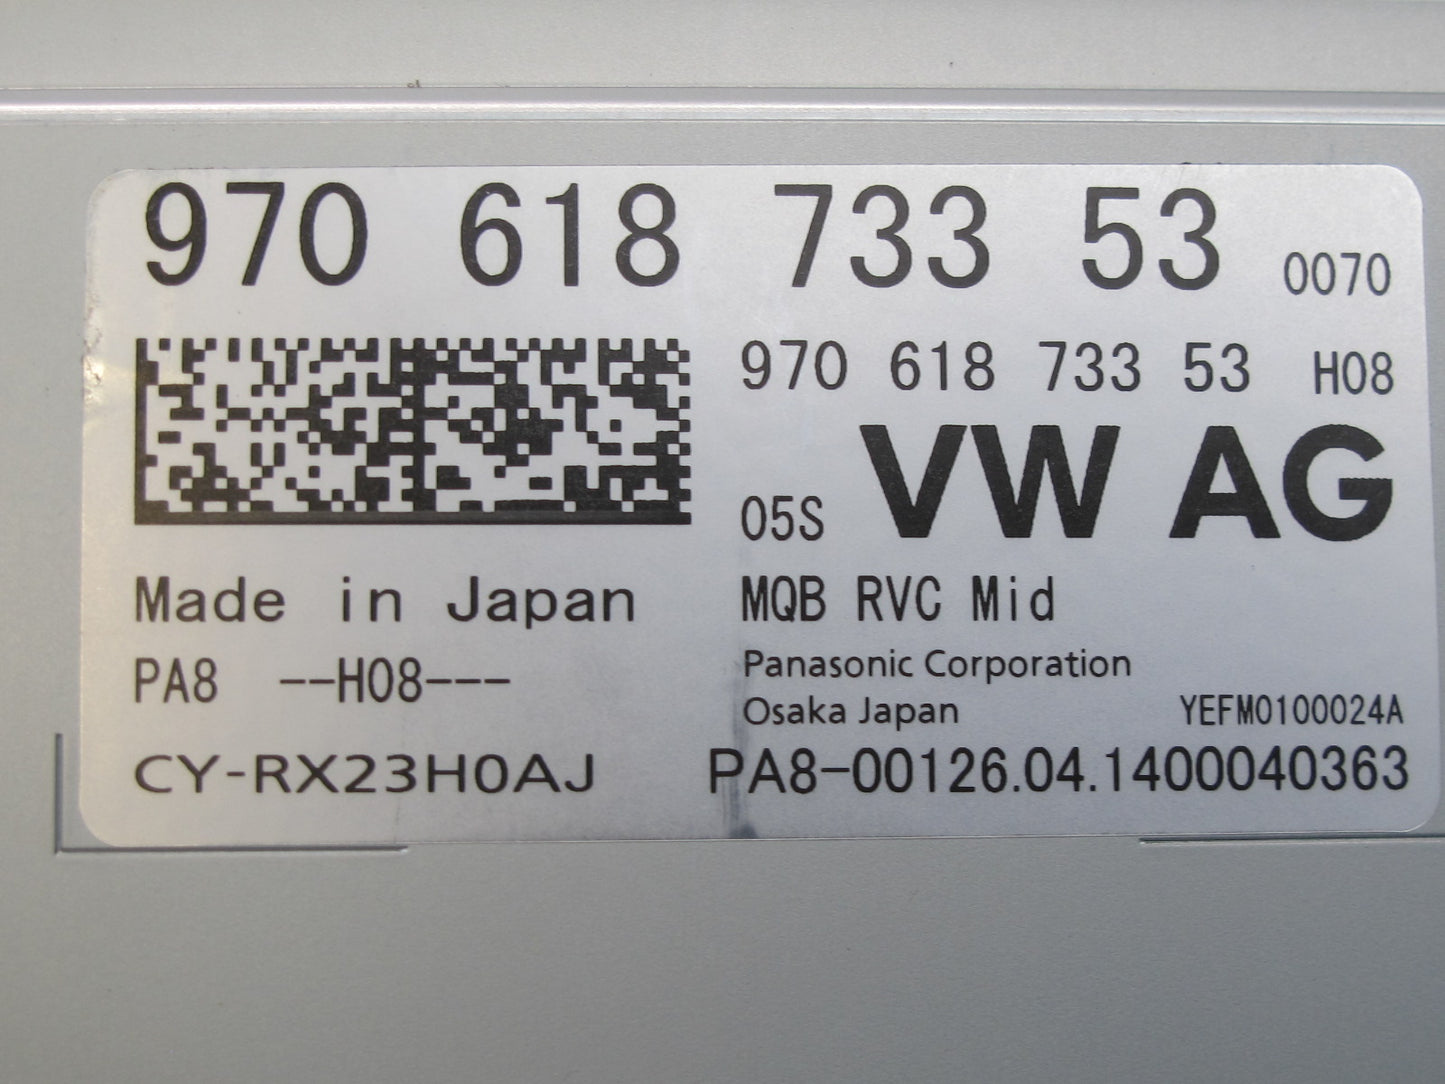 970 618 733 53 0070
970 618 733 53 H08
05S VW AG
Made in Japan
MQB RVC Mid
PA8 --H08---
Panasonic Corporation
Osaka Japan
YEFM0100024A
CY-RX23H0AJ
PA8-00126.04.1400040363